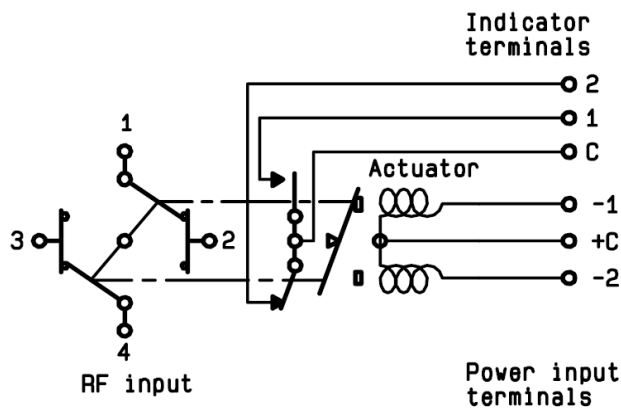 Indicator
terminals
2
1
1
C
Actuator
-1
3
2
+C
-2
4
RF input
Power input
terminals